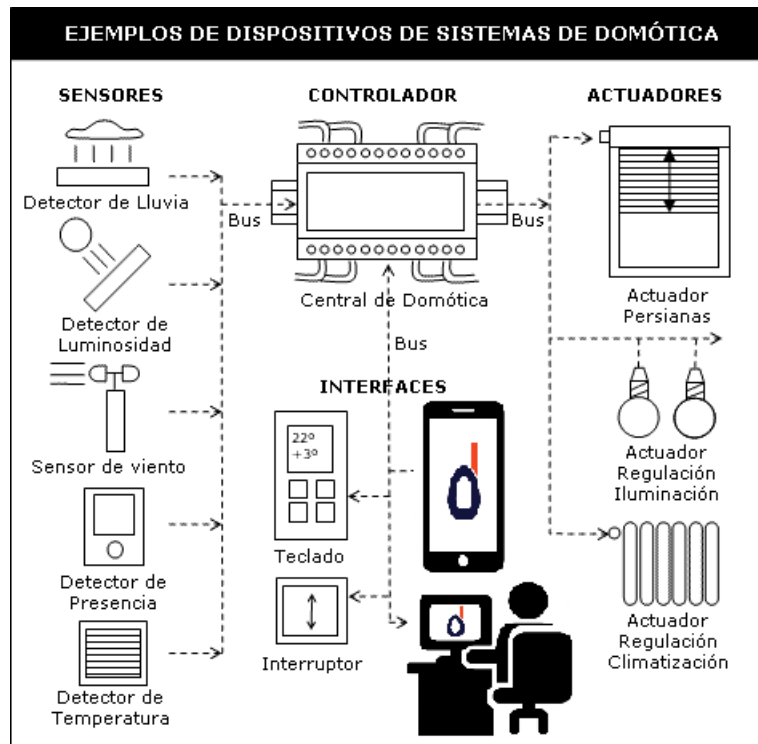 EJEMPLOS DE DISPOSITIVOS DE SISTEMAS DE DOMÓTICA
SENSORES
Detector de Lluvia
Detector de
Luminosidad
Sensor de viento
Detector de
Presencia
Detector de
Temperatura
CONTROLADOR
Bus
Bus
Central de Domótica
Bus
INTERFACES
22º
+3º
Teclado
Interruptor
ACTUADORES
Actuador
Persianas
Actuador
Regulación
Iluminación
Actuador
Regulación
Climatización